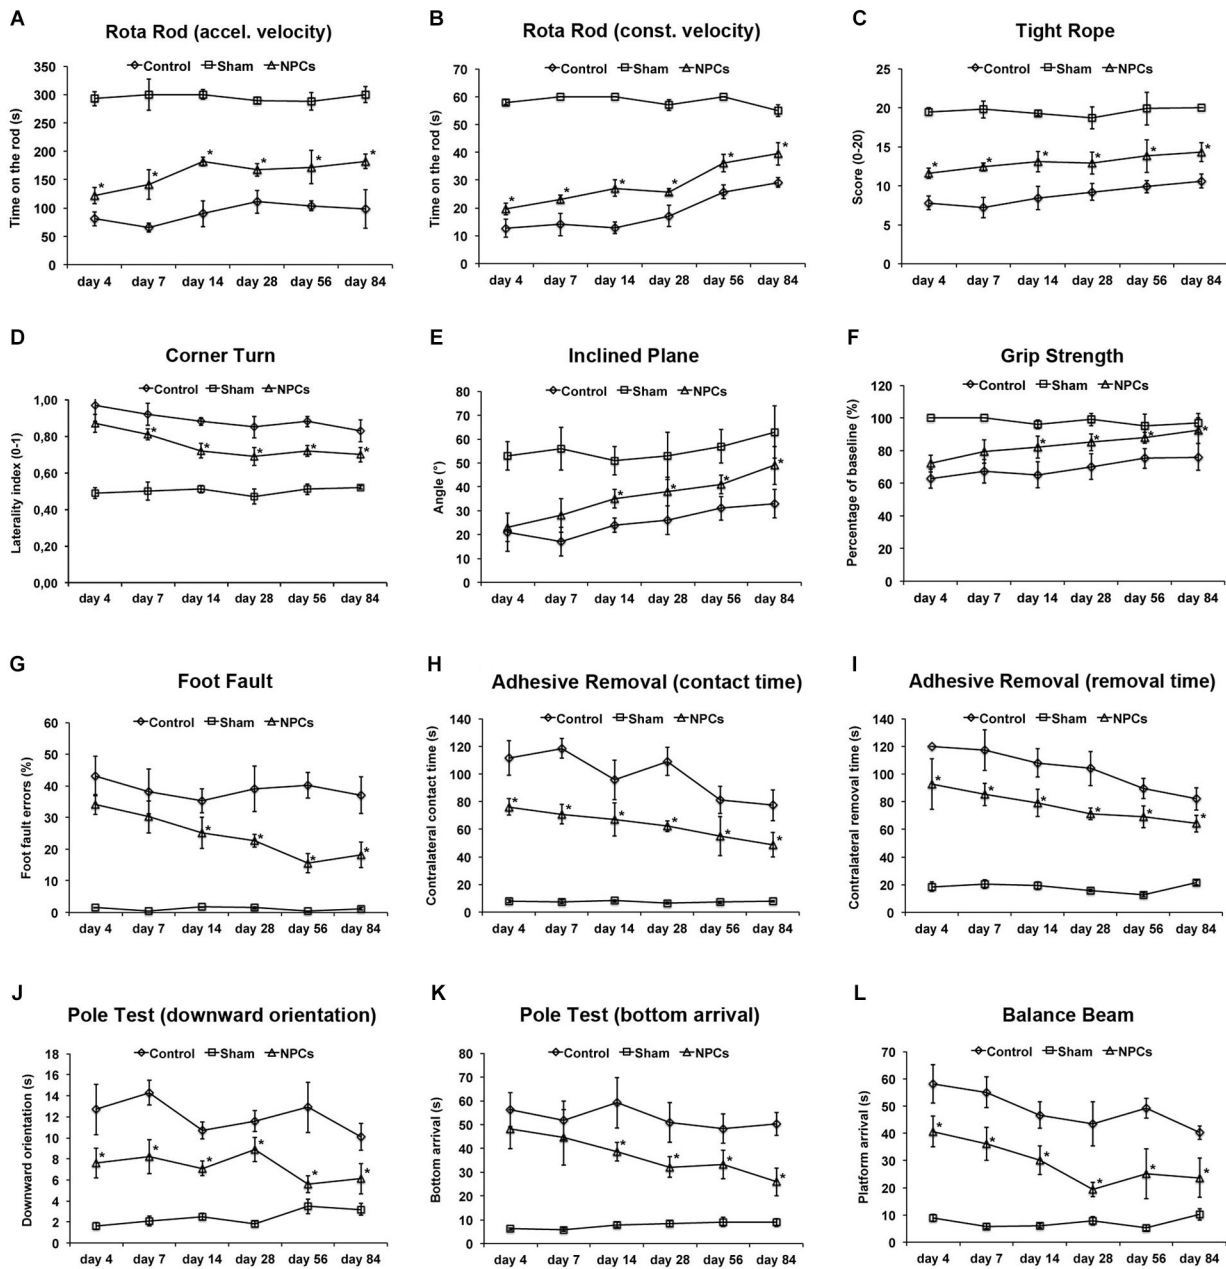 A
Rota Rod (accel. velocity)
Control Sham NPCs
Time on the rod (s)
350
300
250
200
150
100
50
0
* * * * * *
day 4 day 7 day 14 day 28 day 56 day 84
B
Rota Rod (const. velocity)
Control Sham NPCs
Time on the rod (s)
70
60
50
40
30
20
10
0
* * * * * *
day 4 day 7 day 14 day 28 day 56 day 84
C
Tight Rope
Control Sham NPCs
Score (0-20)
25
20
15
10
5
0
* * * * * *
day 4 day 7 day 14 day 28 day 56 day 84
D
Corner Turn
Control Sham NPCs
Laterality index (0-1)
1,00
0,80
0,60
0,40
0,20
0,00
* * * * *
day 4 day 7 day 14 day 28 day 56 day 84
E
Inclined Plane
Control Sham NPCs
Angle (°)
80
70
60
50
40
30
20
10
0
* * * *
day 4 day 7 day 14 day 28 day 56 day 84
F
Grip Strength
Control Sham NPCs
Percentage of baseline (%)
120
100
80
60
40
20
0
* * * *
day 4 day 7 day 14 day 28 day 56 day 84
G
Foot Fault
Control Sham NPCs
Foot fault errors (%)
60
50
40
30
20
10
0
* * * *
day 4 day 7 day 14 day 28 day 56 day 84
H
Adhesive Removal (contact time)
Control Sham NPCs
Contralateral contact time (s)
140
120
100
80
60
40
20
0
* * * * * *
day 4 day 7 day 14 day 28 day 56 day 84
I
Adhesive Removal (removal time)
Control Sham NPCs
Contralateral removal time (s)
140
120
100
80
60
40
20
0
* * * * * *
day 4 day 7 day 14 day 28 day 56 day 84
J
Pole Test (downward orientation)
Control Sham NPCs
Downward orientation (s)
18
16
14
12
10
8
6
4
2
0
* * * * * *
day 4 day 7 day 14 day 28 day 56 day 84
K
Pole Test (bottom arrival)
Control Sham NPCs
Bottom arrival (s)
80
70
60
50
40
30
20
10
0
* * * *
day 4 day 7 day 14 day 28 day 56 day 84
L
Balance Beam
Control Sham NPCs
Platform arrival (s)
70
60
50
40
30
20
10
0
* * * * * *
day 4 day 7 day 14 day 28 day 56 day 84